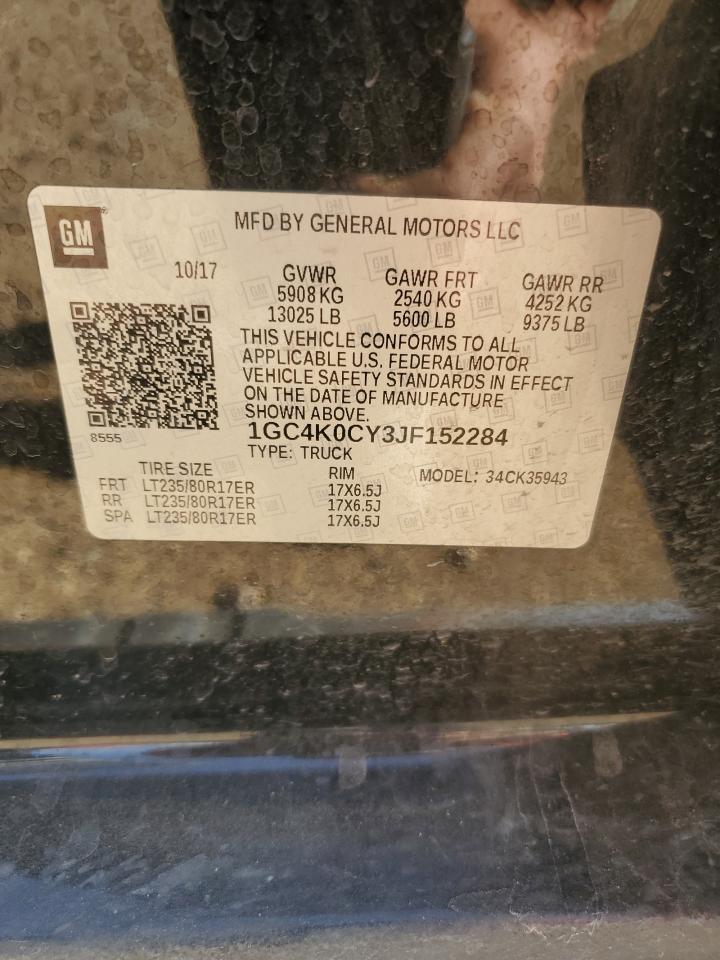 GM
MFD BY GENERAL MOTORS LLC
10/17 GVWR GAWR FRT GAWR RR
5908 KG 2540 KG 4252 KG
13025 LB 5600 LB 9375 LB
THIS VEHICLE CONFORMS TO ALL
APPLICABLE U.S. FEDERAL MOTOR
VEHICLE SAFETY STANDARDS IN EFFECT
ON THE DATE OF MANUFACTURE
SHOWN ABOVE.
8555
1GC4K0CY3JF152284
TYPE: TRUCK
TIRE SIZE RIM MODEL: 34CK35943
FRT LT235/80R17ER 17X6.5J
RR LT235/80R17ER 17X6.5J
SPA LT235/80R17ER 17X6.5J